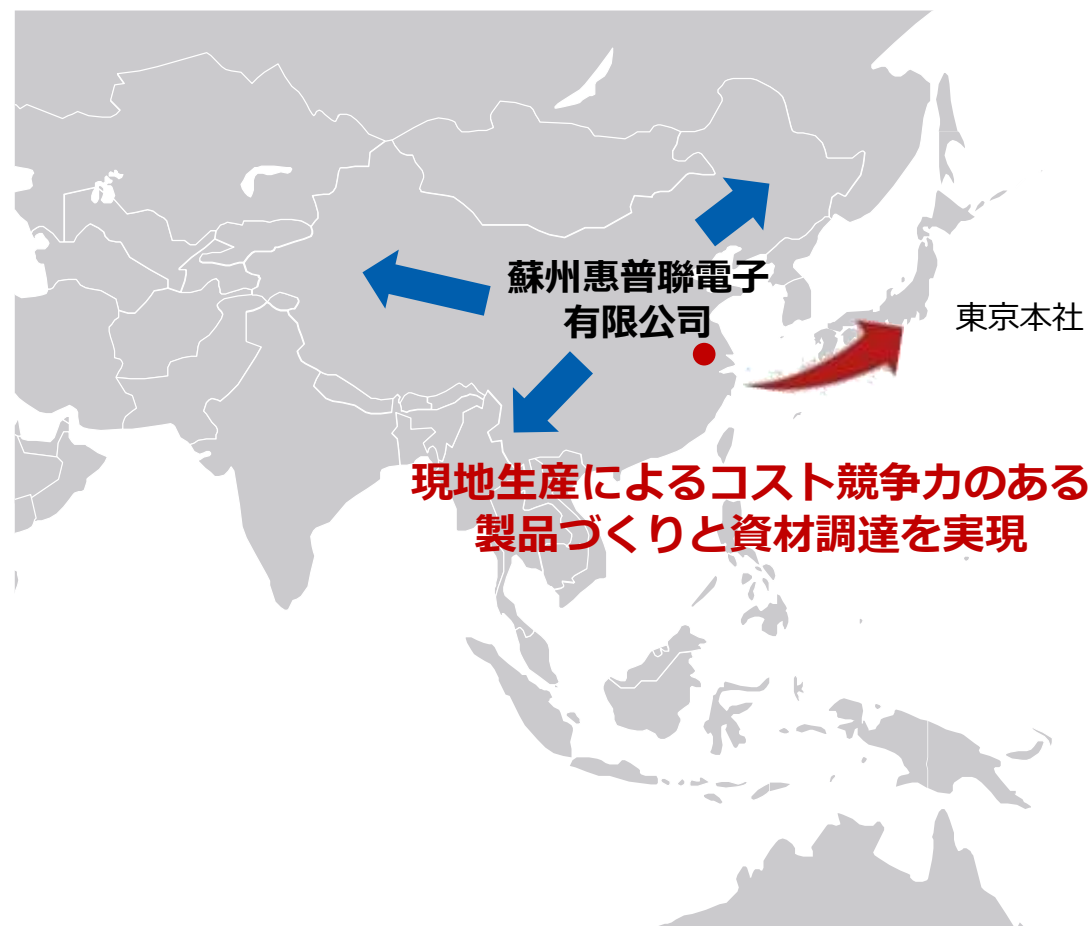 蘇州惠普聯電子
有限公司
東京本社
現地生産によるコスト競争力のある
製品づくりと資材調達を実現